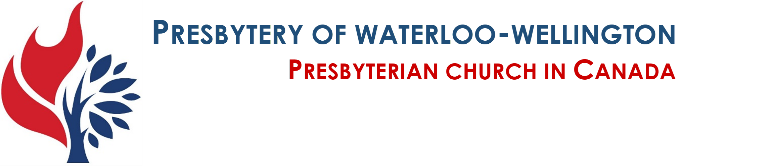 PRESBYTERY OF WATERLOO-WELLINGTON
PRESBYTERIAN CHURCH IN CANADA